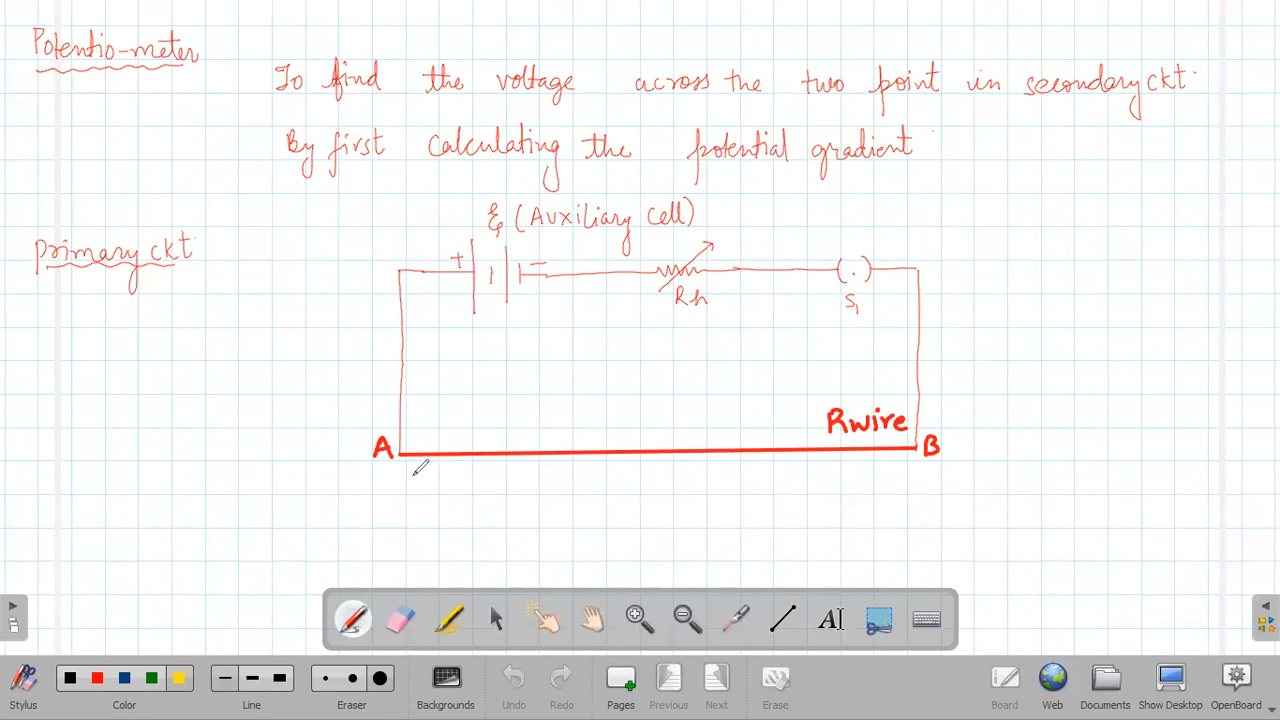 Potentio-meter
To find the voltage across the two point in secondary ckt.
By first calculating the potential gradient
(Auxiliary cell)
Primary ckt
+ −
Rh
S1
Rwire
A B
AI
Stylus Color Line Eraser Backgrounds Undo Redo Pages Previous Next Erase Board Web Documents Show Desktop OpenBoard